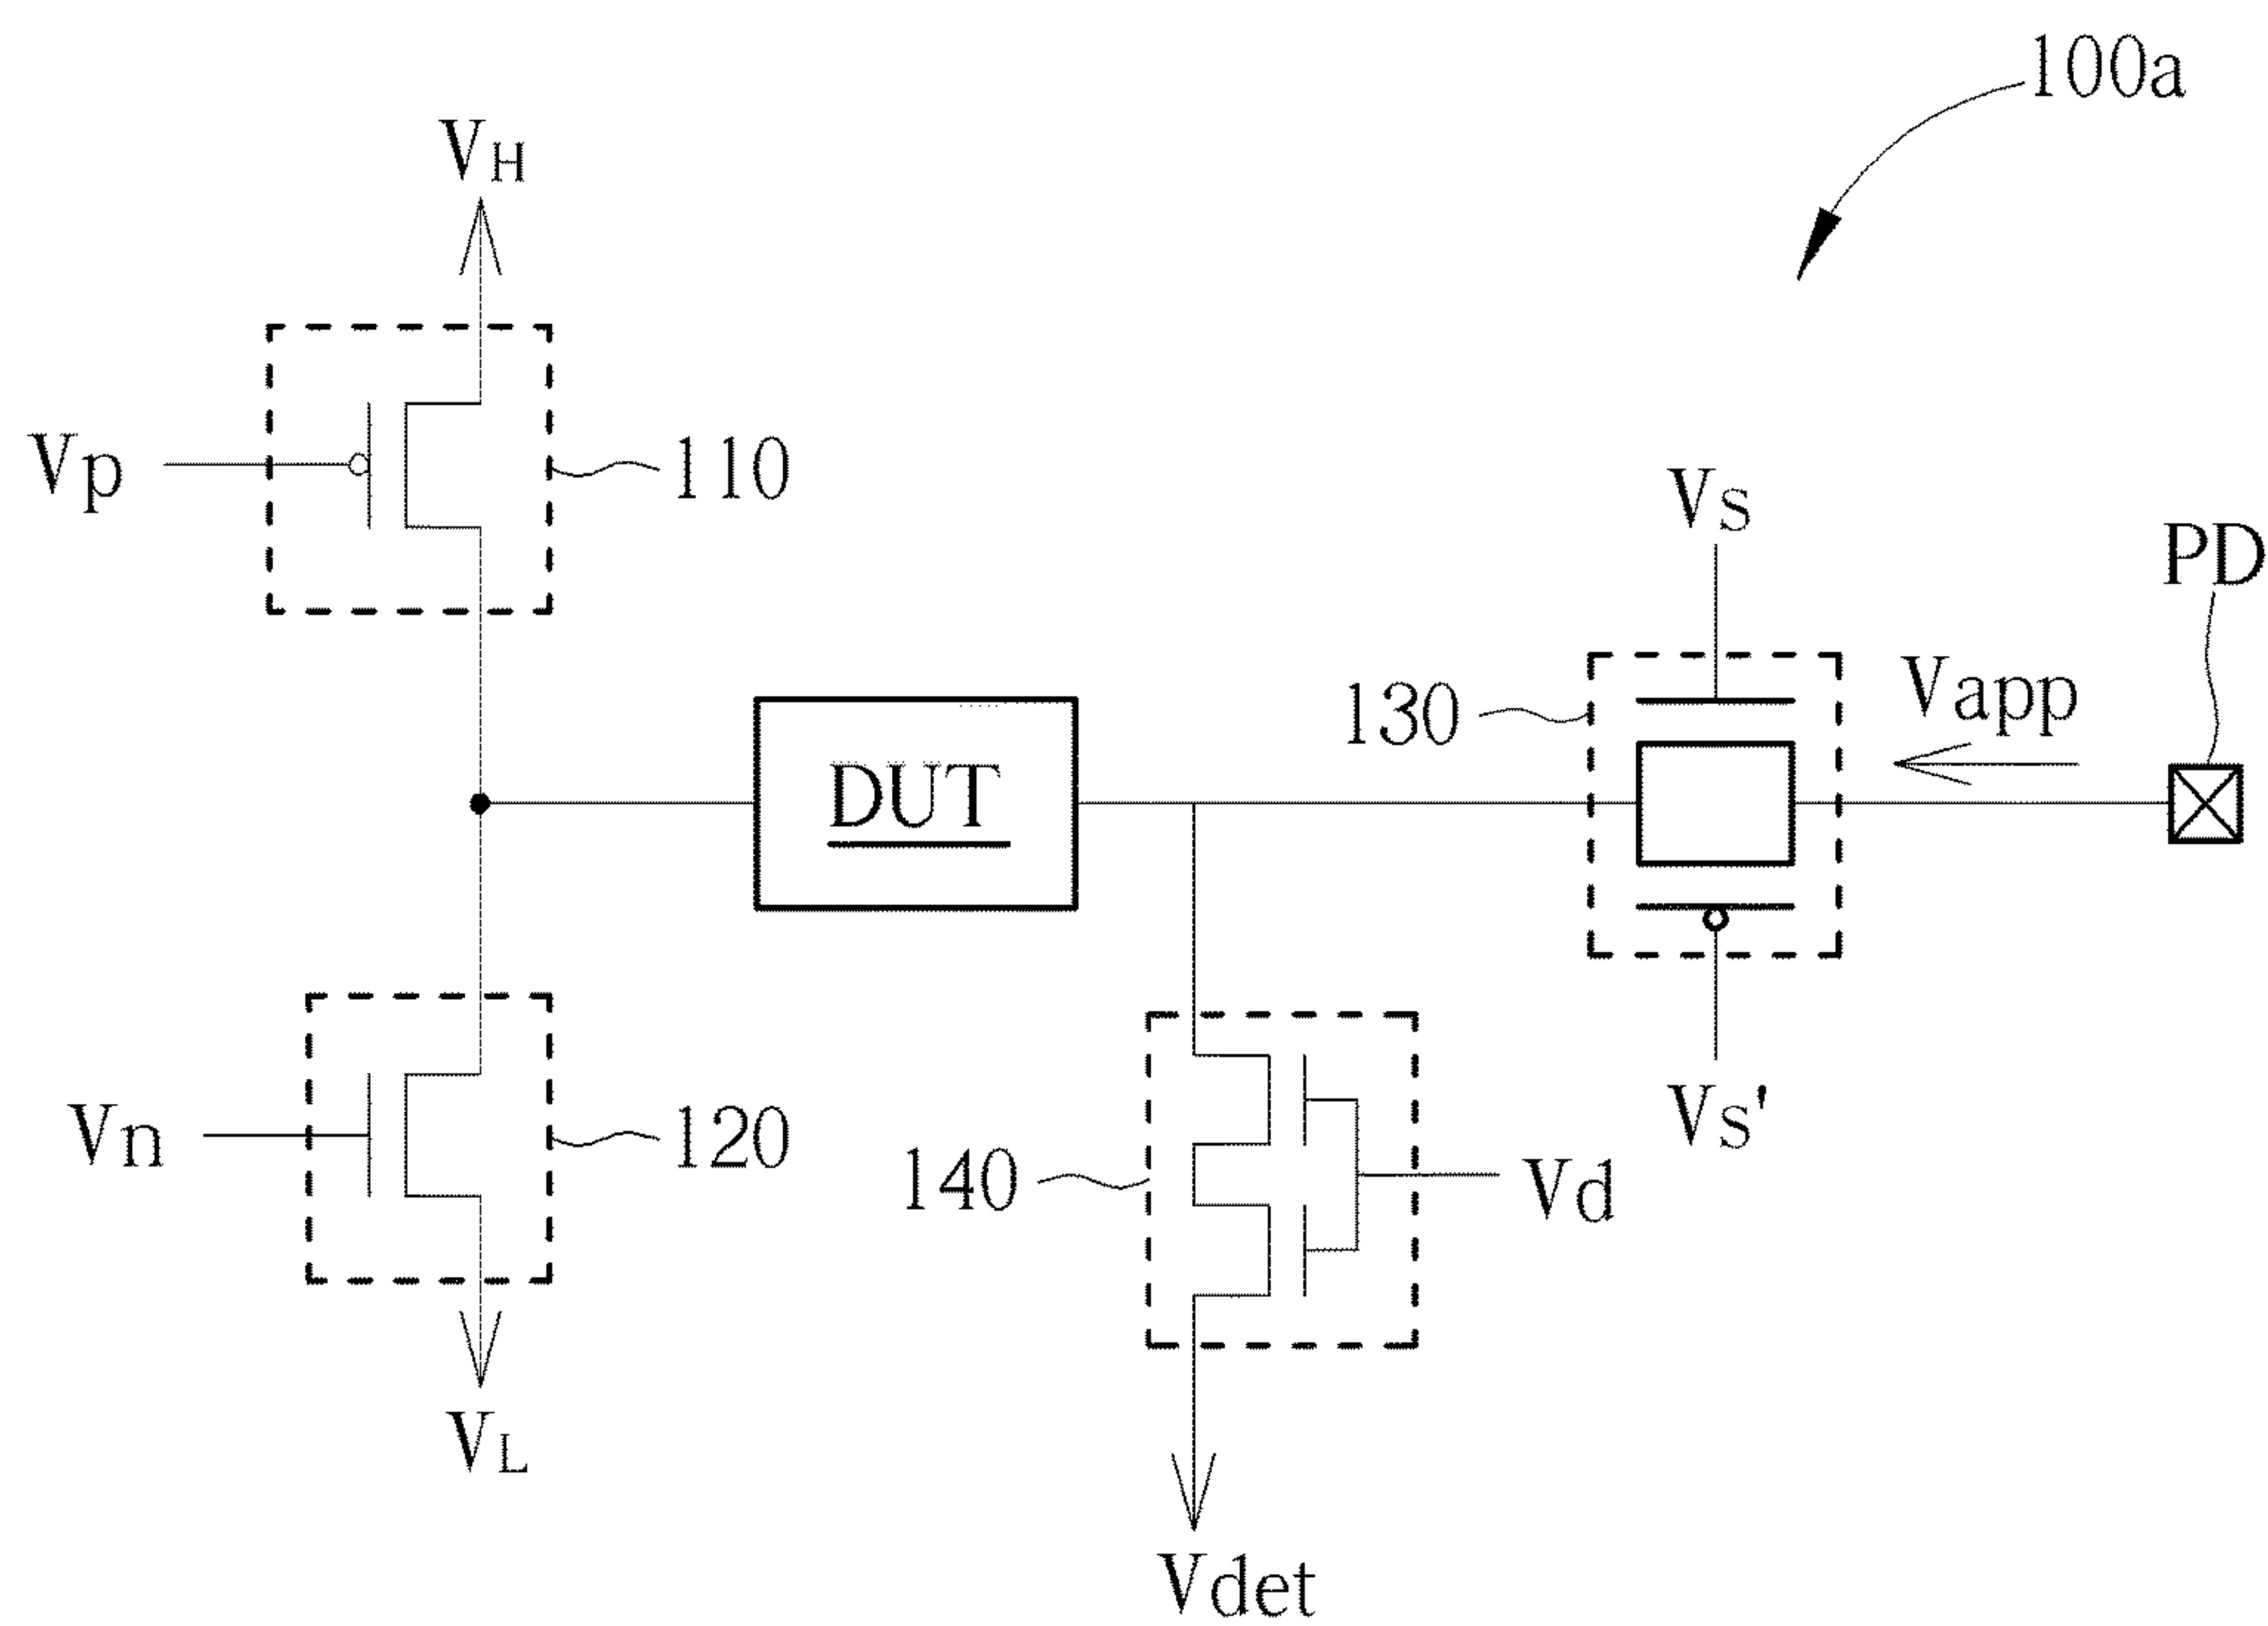 100a
VH
Vp
110
VS
PD
130
Vapp
DUT
Vn
120
140
Vd
VS'
VL
Vdet